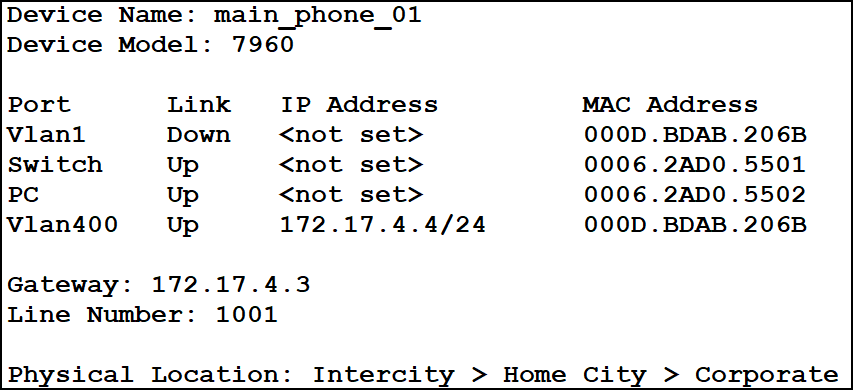 Device Name: main_phone_01
Device Model: 7960
Port Link IP Address MAC Address
Vlan1 Down <not set> 000D.BDAB.206B
Switch Up <not set> 0006.2AD0.5501
PC Up <not set> 0006.2AD0.5502
Vlan400 Up 172.17.4.4/24 000D.BDAB.206B
Gateway: 172.17.4.3
Line Number: 1001
Physical Location: Intercity > Home City > Corporate